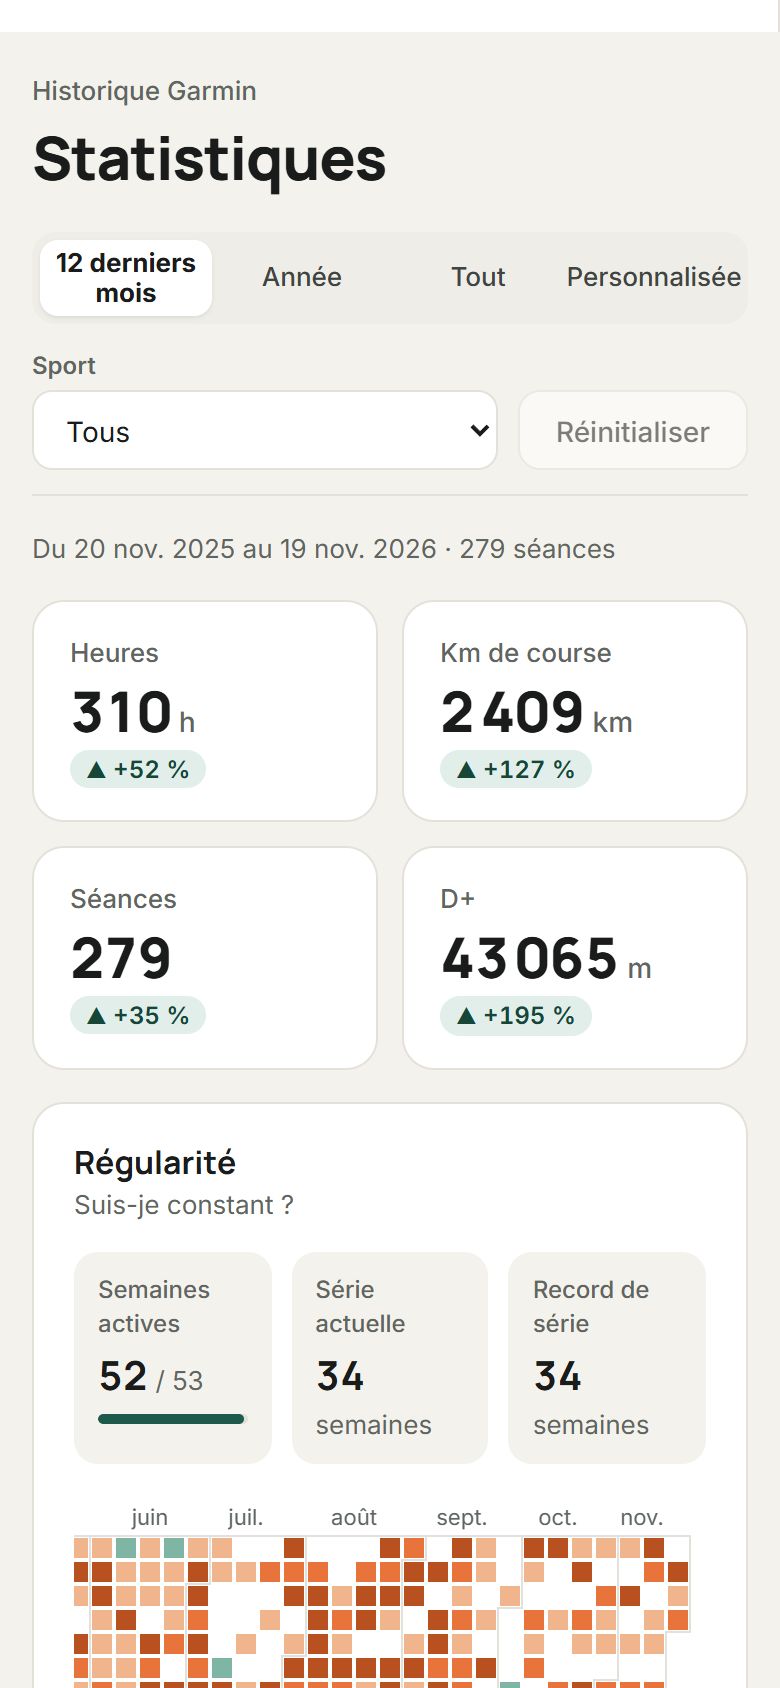 Historique Garmin
Statistiques
12 derniers
mois
Année
Tout
Personnalisée
Sport
Tous
Réinitialiser
Du 20 nov. 2025 au 19 nov. 2026 · 279 séances
Heures
310 h
▲ +52 %
Km de course
2 409 km
▲ +127 %
Séances
279
▲ +35 %
D+
43 065 m
▲ +195 %
Régularité
Suis-je constant ?
Semaines
actives
52 / 53
Série
actuelle
34
semaines
Record de
série
34
semaines
juin juil. août sept. oct. nov.